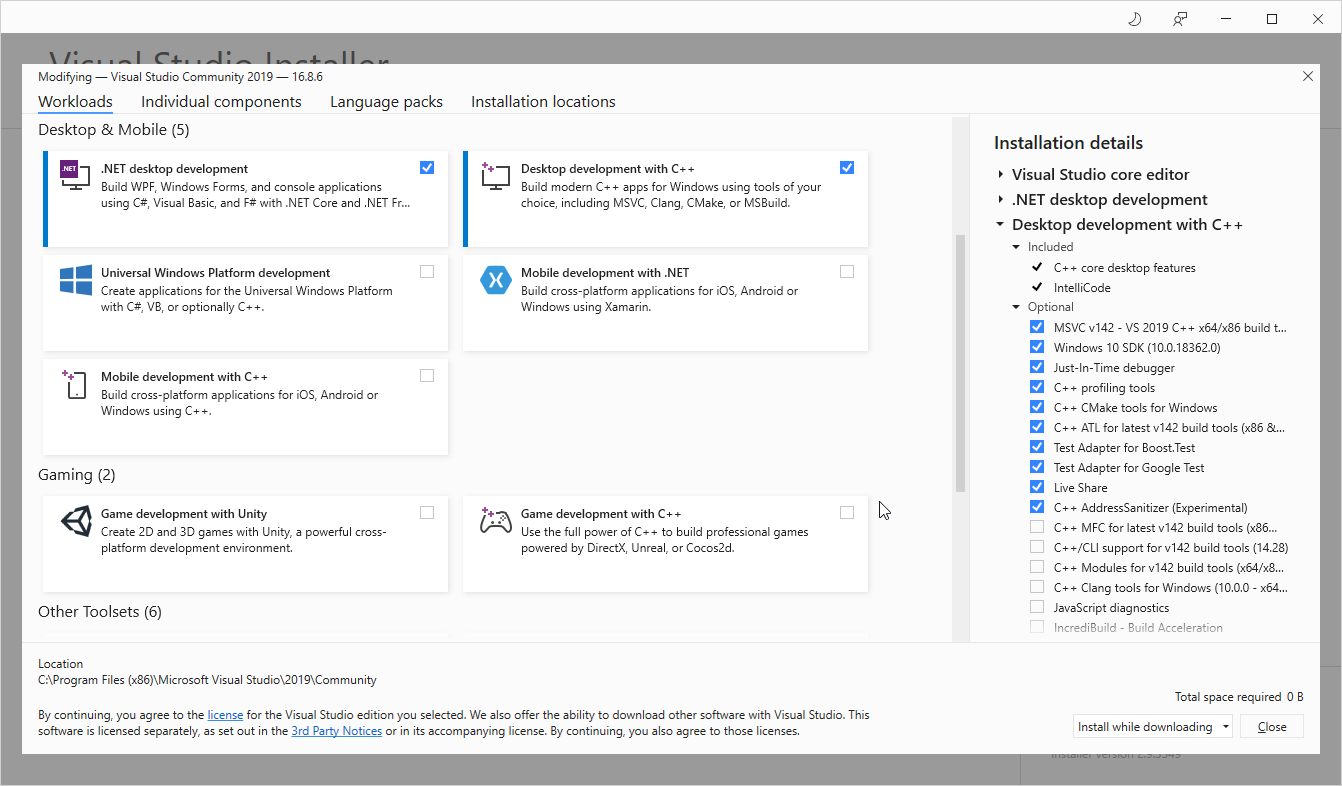 Visual Studio Installer
Modifying — Visual Studio Community 2019 — 16.8.6
Workloads
Individual components
Language packs
Installation locations
Desktop & Mobile (5)
.NET
.NET desktop development
Build WPF, Windows Forms, and console applications
using C#, Visual Basic, and F# with .NET Core and .NET Fr...
Desktop development with C++
Build modern C++ apps for Windows using tools of your
choice, including MSVC, Clang, CMake, or MSBuild.
Universal Windows Platform development
Create applications for the Universal Windows Platform
with C#, VB, or optionally C++.
Mobile development with .NET
Build cross-platform applications for iOS, Android or
Windows using Xamarin.
Mobile development with C++
Build cross-platform applications for iOS, Android or
Windows using C++.
Gaming (2)
Game development with Unity
Create 2D and 3D games with Unity, a powerful cross-
platform development environment.
Game development with C++
Use the full power of C++ to build professional games
powered by DirectX, Unreal, or Cocos2d.
Other Toolsets (6)
Installation details
Visual Studio core editor
.NET desktop development
Desktop development with C++
Included
C++ core desktop features
IntelliCode
Optional
MSVC v142 - VS 2019 C++ x64/x86 build t...
Windows 10 SDK (10.0.18362.0)
Just-In-Time debugger
C++ profiling tools
C++ CMake tools for Windows
C++ ATL for latest v142 build tools (x86 &...
Test Adapter for Boost.Test
Test Adapter for Google Test
Live Share
C++ AddressSanitizer (Experimental)
C++ MFC for latest v142 build tools (x86...
C++/CLI support for v142 build tools (14.28)
C++ Modules for v142 build tools (x64/x8...
C++ Clang tools for Windows (10.0.0 - x64...
JavaScript diagnostics
IncrediBuild - Build Acceleration
Location
C:\Program Files (x86)\Microsoft Visual Studio\2019\Community
By continuing, you agree to the license for the Visual Studio edition you selected. We also offer the ability to download other software with Visual Studio. This
software is licensed separately, as set out in the 3rd Party Notices or in its accompanying license. By continuing, you also agree to those licenses.
Total space required 0 B
Install while downloading
Close